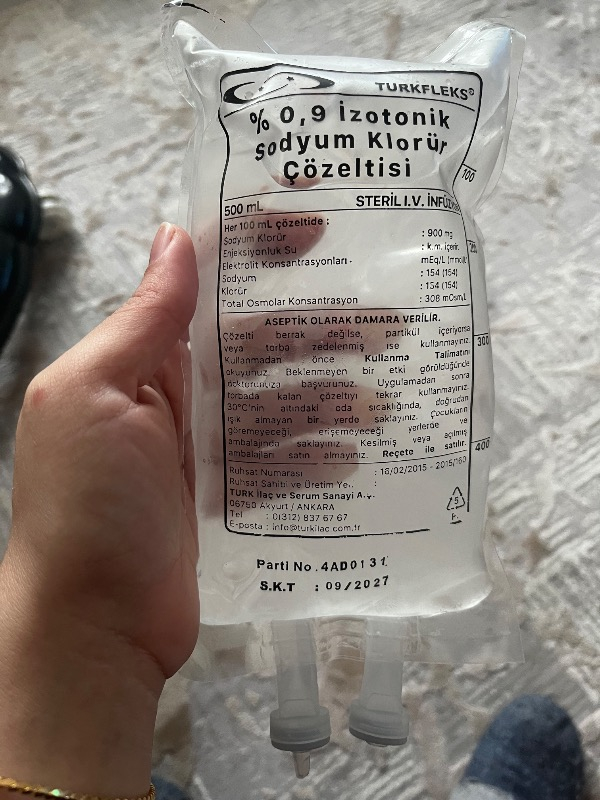 TURKFLEKS®
% 0,9 İzotonik
Sodyum Klorür
Çözeltisi
100
500 mL STERİL I.V. İNFÜZ
Her 100 mL çözeltide ;
Sodyum Klorür : 900 mg
Enjeksiyonluk Su : k.m. içerir.
Elektrolit Konsantrasyonları- mEq/L
Sodyum : 154 (154)
Klorür : 154 (154)
Total Osmolar Konsantrasyon : 308 mOsm/L
ASEPTİK OLARAK DAMARA VERİLİR.
Çözelti berrak değilse, partikül içeriyorsa
veya torba zedelenmiş ise kullanmayınız.
300
Kullanmadan önce Kullanma Talimatını
okuyunuz. Beklenmeyen bir etki görüldüğünde
doktorunuza başvurunuz. Uygulamadan sonra
torbada kalan çözeltiyi tekrar kullanmayınız.
30°C'nin altındaki oda sıcaklığında, doğrudan
ışık almayan bir yerde saklayınız. Çocukların
göremeyeceği, erişemeyeceği yerlerde ve
ambalajında saklayınız. Kesilmiş veya açılmış
400
ambalajları satın almayınız. Reçete ile satılır.
Ruhsat Numarası : 18/02/2015 - 2015/163
Ruhsat Sahibi ve Üretim Ye.. :
TURK İlaç ve Serum Sanayi A.Ş.
06750 Akyurt / ANKARA
Tel : 0(312) 837 67 67
E-posta : info@turkilac.com.tr
5
Parti No.4AD0131
S.K.T : 09/2027